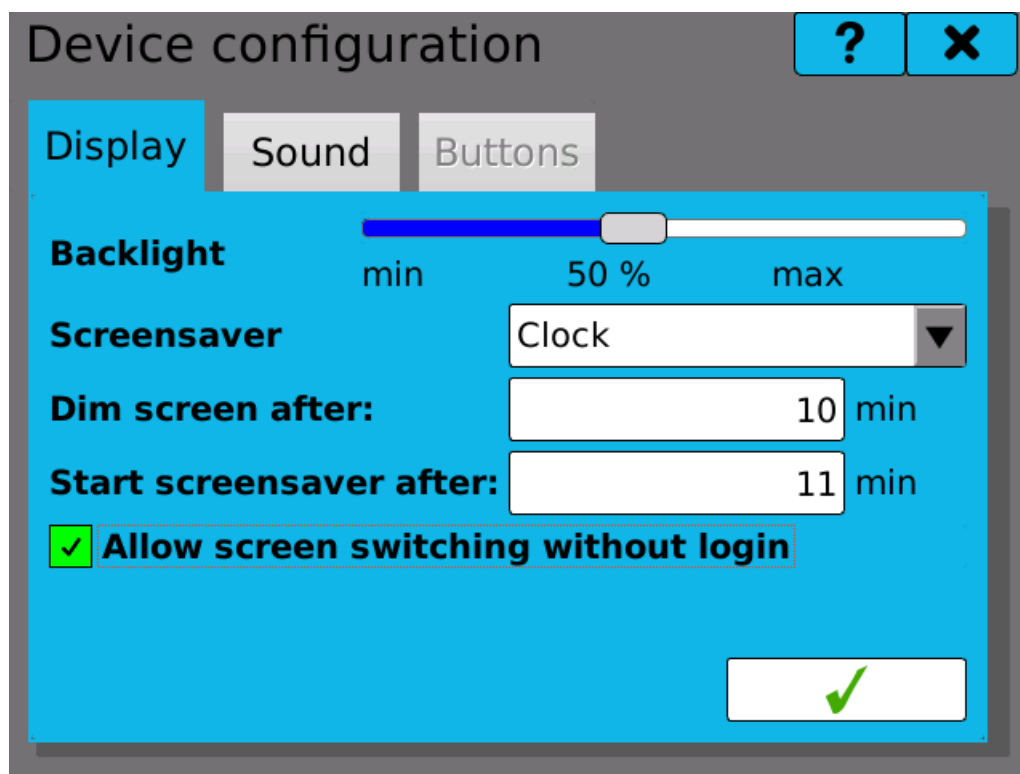 Device configuration ? ✖
Display Sound Buttons
Backlight
min 50 % max
Screensaver Clock
Dim screen after: 10 min
Start screensaver after: 11 min
Allow screen switching without login